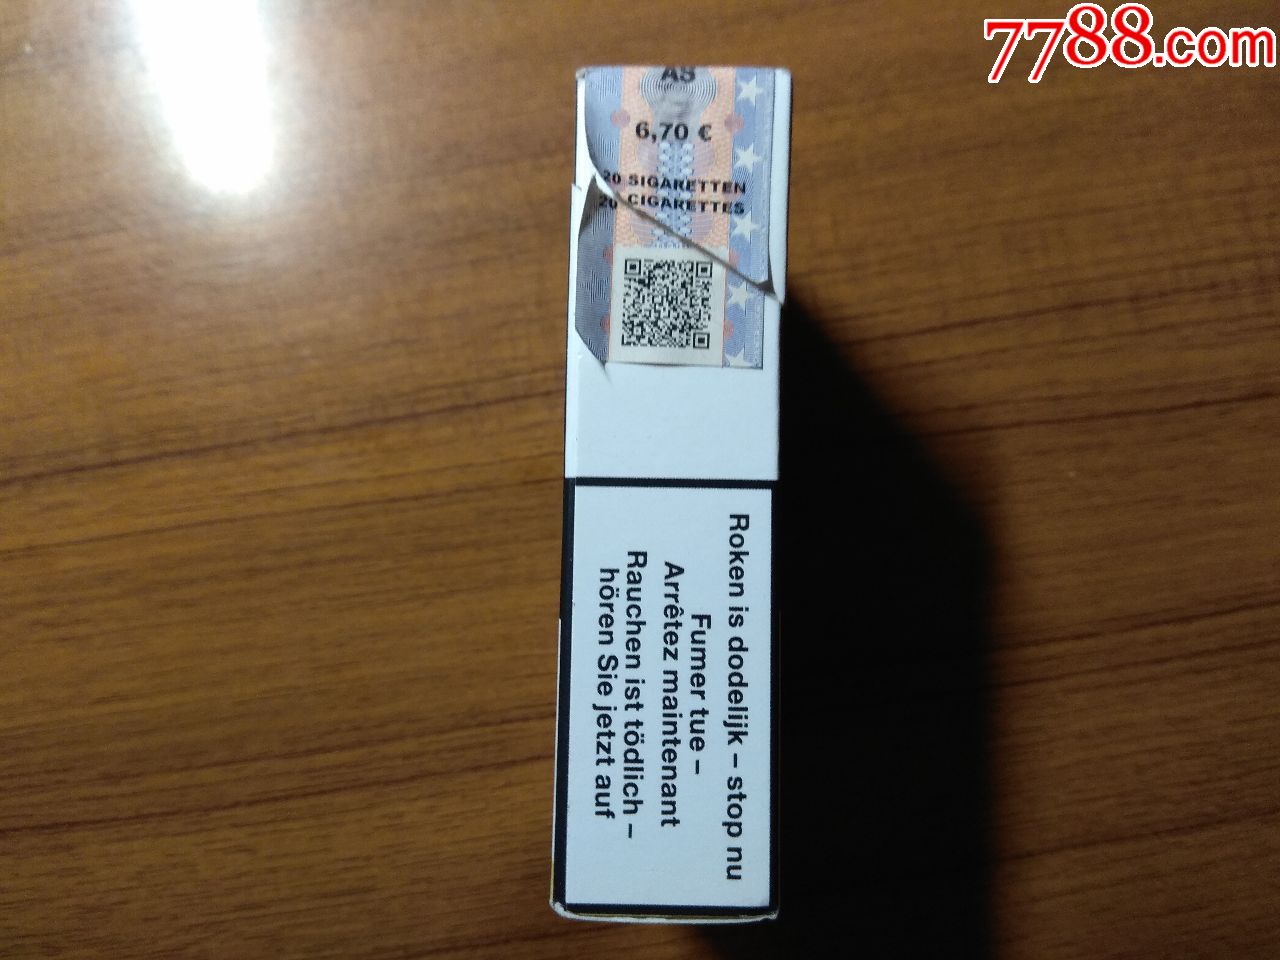 7788.com
A5
6,70 €
20 SIGARETTEN
20 CIGARETTES
Roken is dodelijk – stop nu
Fumer tue –
Arrêtez maintenant
Rauchen ist tödlich –
hören Sie jetzt auf